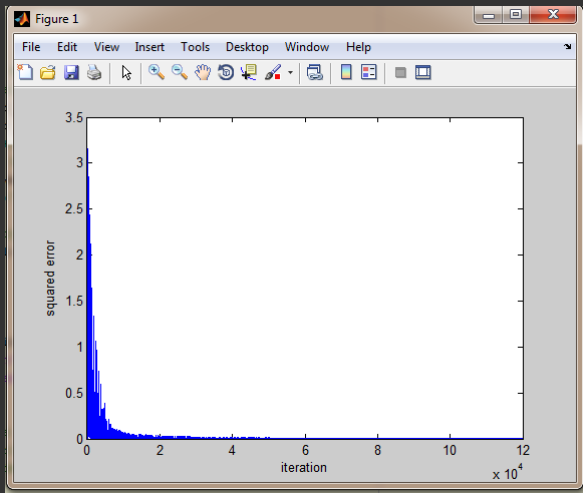 Figure 1
File Edit View Insert Tools Desktop Window Help
3.5
3
2.5
2
1.5
1
0.5
0
squared error
0 2 4 6 8 10 12
iteration
x 10^4